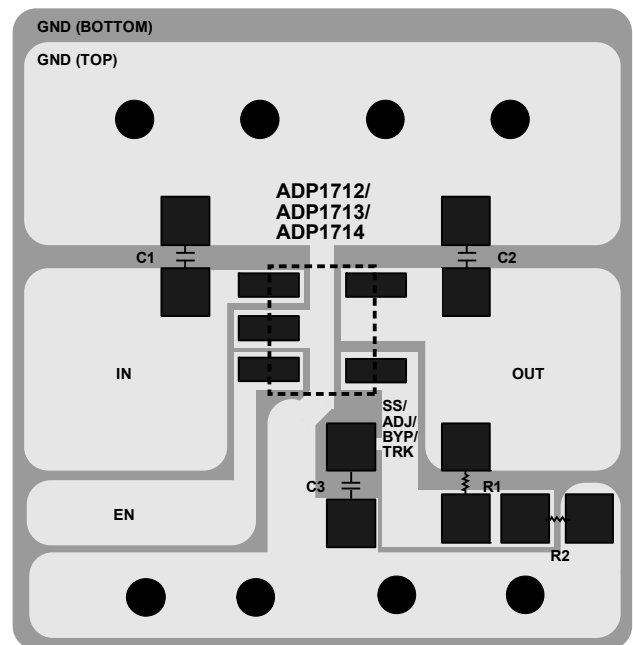 GND (BOTTOM)
GND (TOP)
ADP1712/
ADP1713/
ADP1714
C1
C2
IN
OUT
SS/
ADJ/
BYP/
TRK
C3
R1
EN
R2